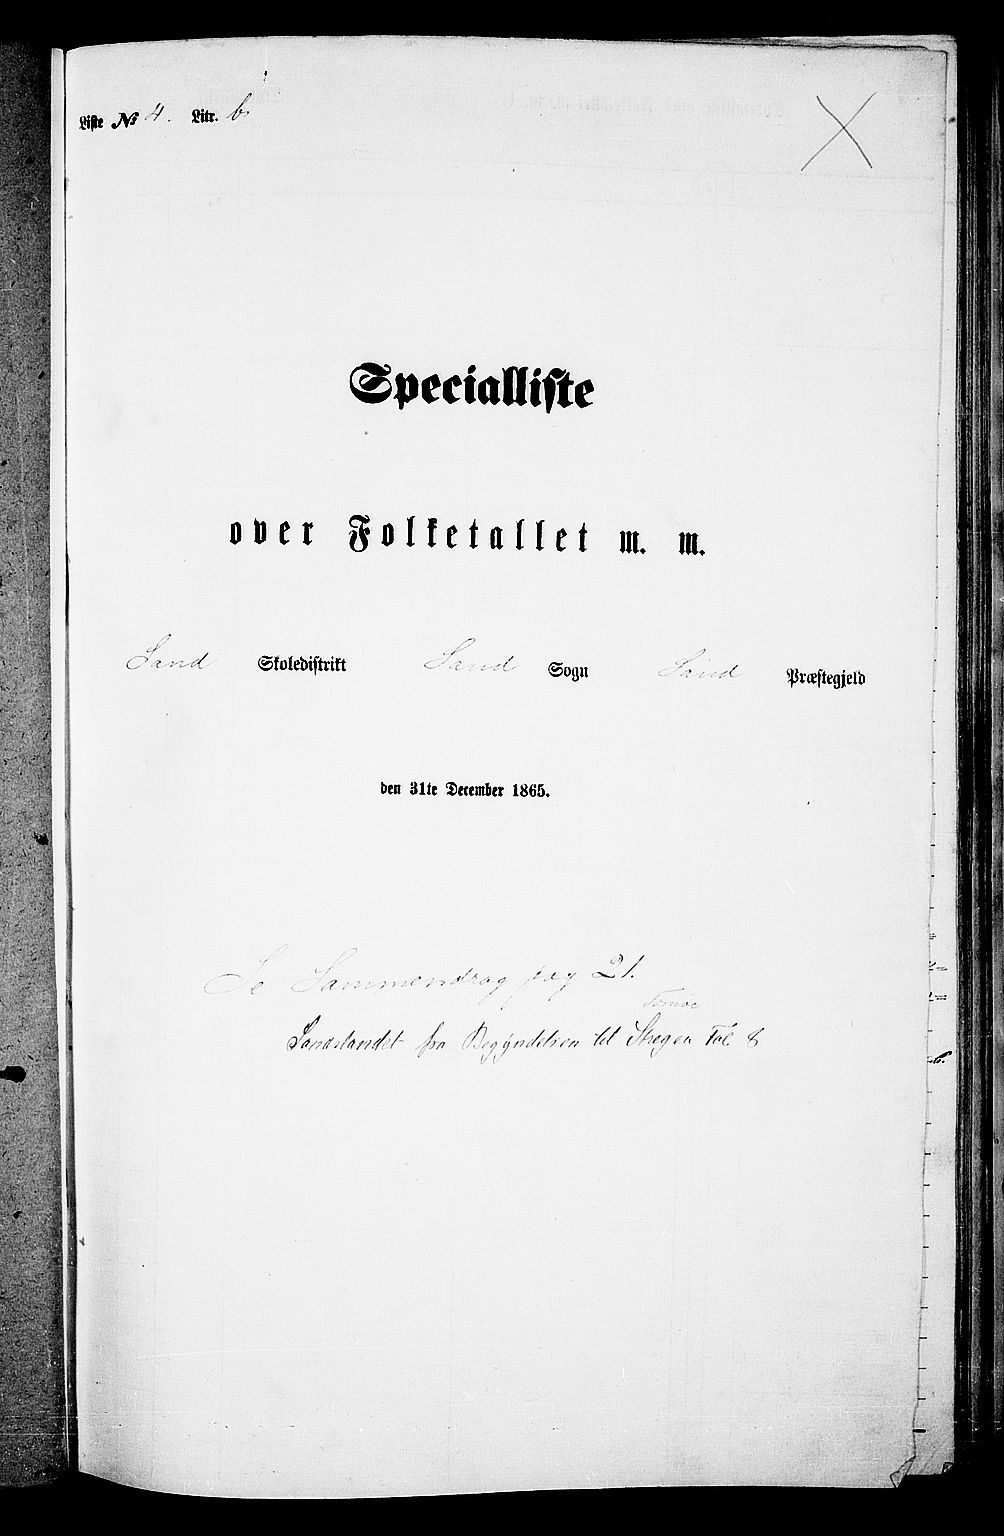 Liste № 4. Litr. b.
Specialliste
over Folketallet m. m.
Sand Skoledistrikt Sand Sogn Sand Præstegjeld
den 31te December 1865.
Se Sammendrag pag 21.
Sandslandet fra Begyndelsen til Stregen Fol 8